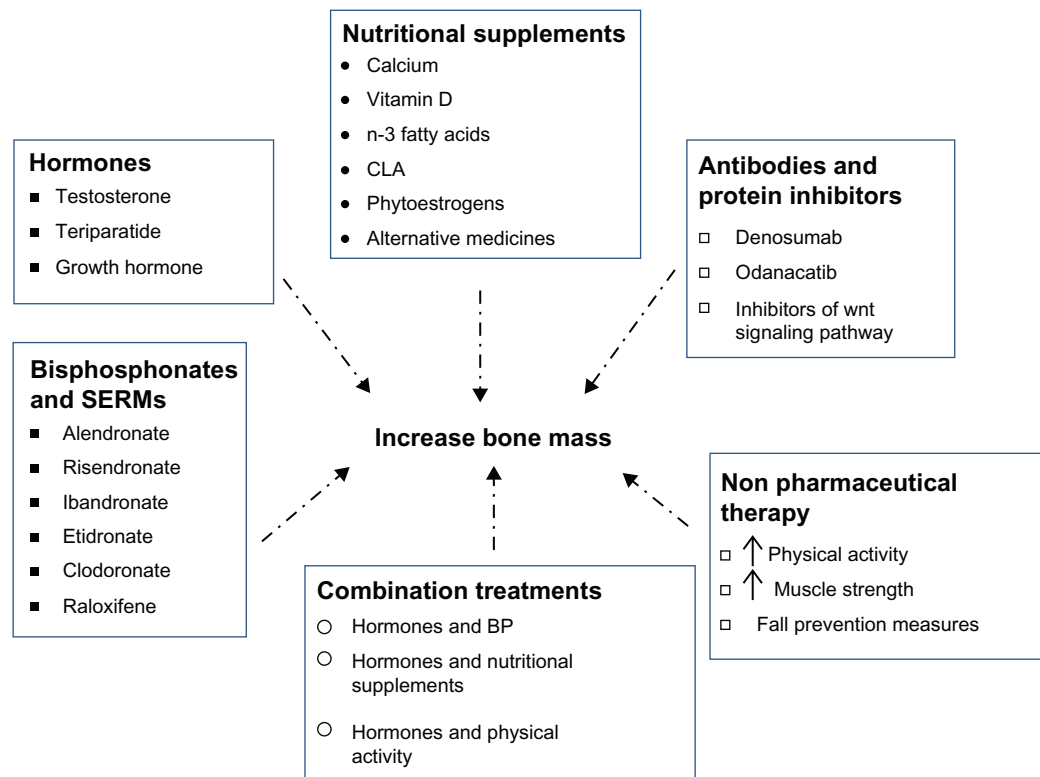 Nutritional supplements
Calcium
Vitamin D
n-3 fatty acids
CLA
Phytoestrogens
Alternative medicines
Hormones
Testosterone
Teriparatide
Growth hormone
Antibodies and
protein inhibitors
Denosumab
Odanacatib
Inhibitors of wnt
signaling pathway
Bisphosphonates
and SERMs
Alendronate
Risendronate
Ibandronate
Etidronate
Clodoronate
Raloxifene
Increase bone mass
Non pharmaceutical
therapy
↑ Physical activity
↑ Muscle strength
Fall prevention measures
Combination treatments
Hormones and BP
Hormones and nutritional
supplements
Hormones and physical
activity